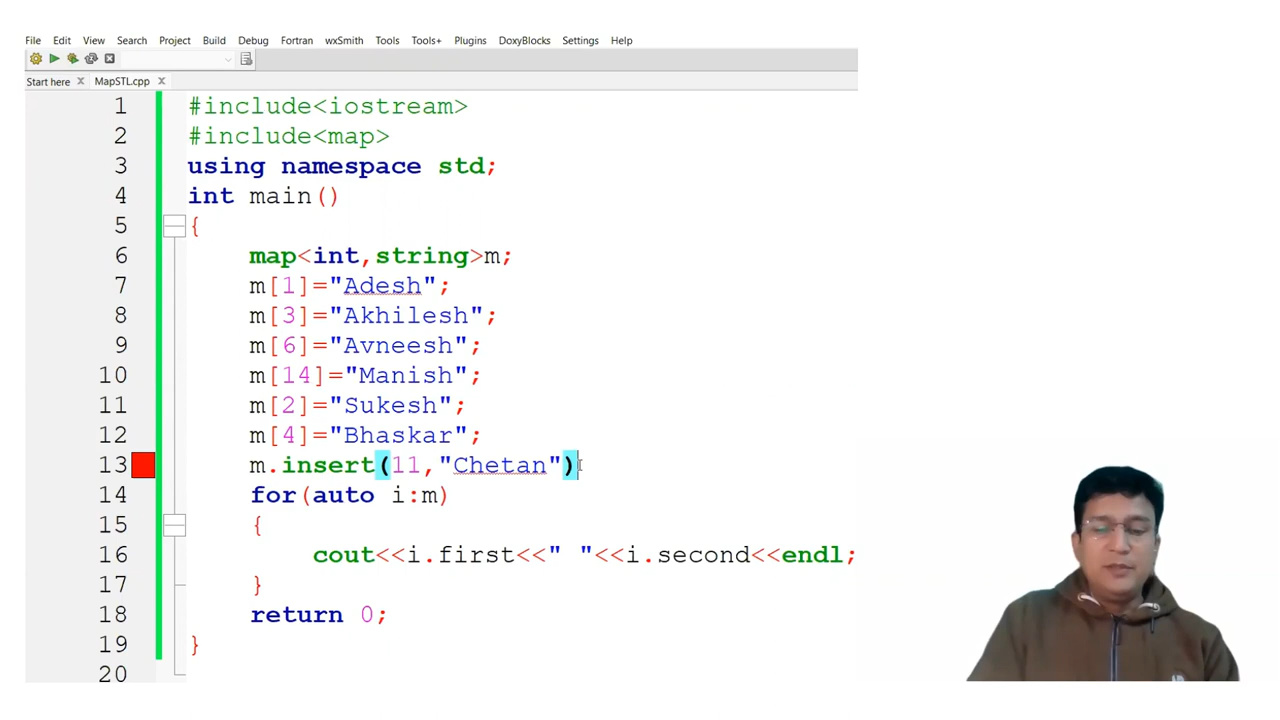 File Edit View Search Project Build Debug Fortran wxSmith Tools Tools+ Plugins DoxyBlocks Settings Help
Start here MapSTL.cpp
1 #include<iostream>
2 #include<map>
3 using namespace std;
4 int main()
5 {
6 map<int,string>m;
7 m[1]="Adesh";
8 m[3]="Akhilesh";
9 m[6]="Avneesh";
10 m[14]="Manish";
11 m[2]="Sukesh";
12 m[4]="Bhaskar";
13 m.insert(11,"Chetan")
14 for(auto i:m)
15 {
16 cout<<i.first<<" "<<i.second<<endl;
17 }
18 return 0;
19 }
20